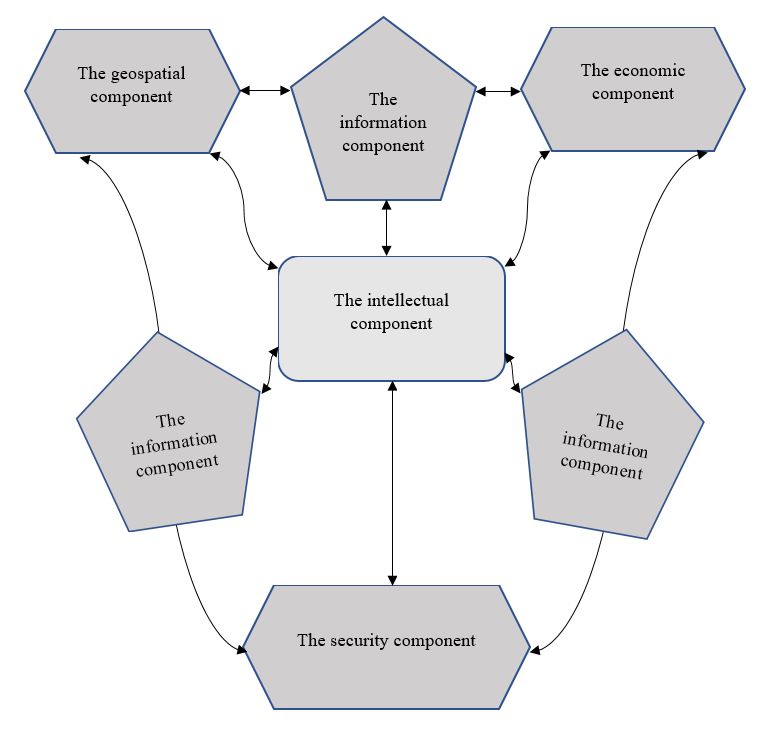 The geospatial
component
The
information
component
The economic
component
The intellectual
component
The
information
component
The
information
component
The security component